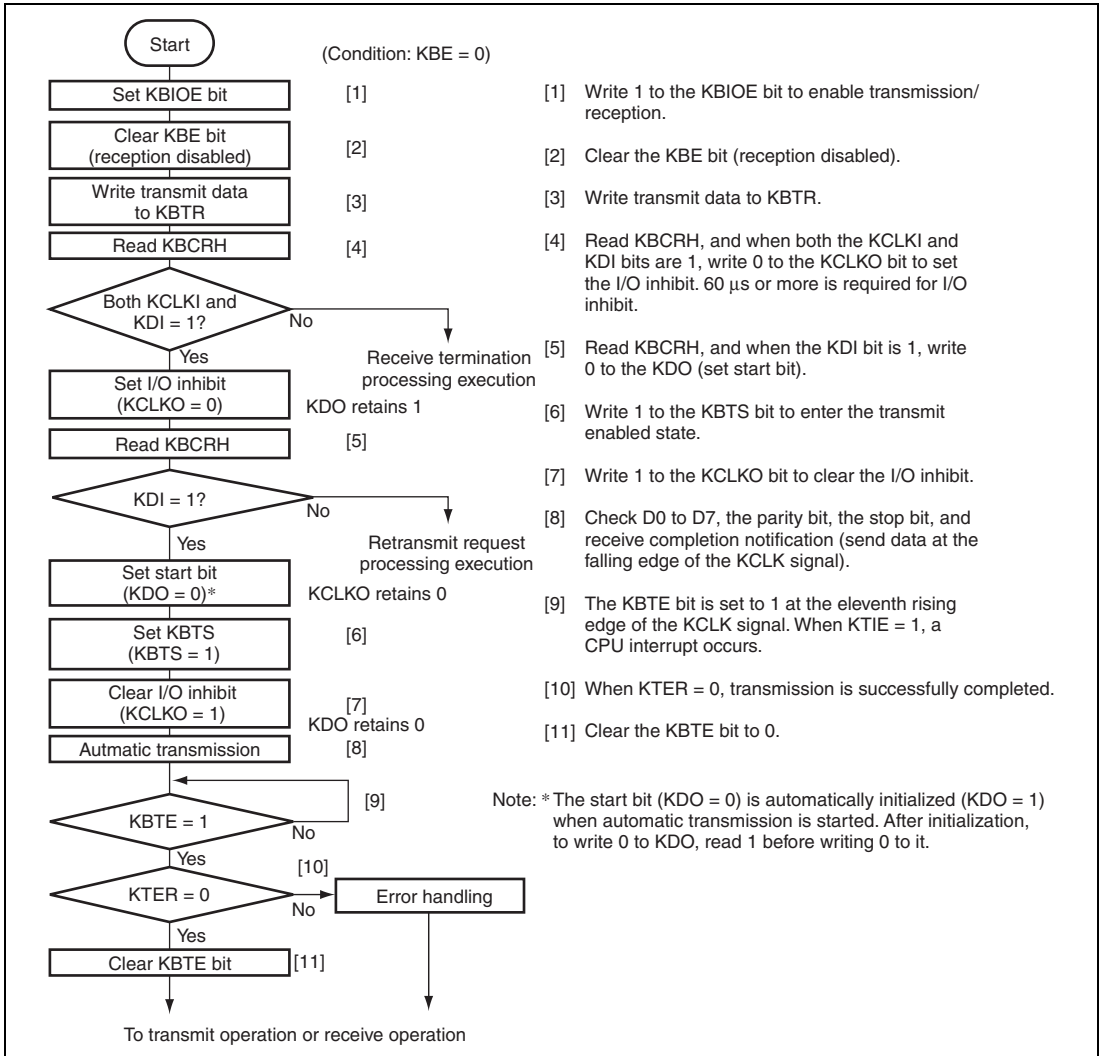 Start
(Condition: KBE = 0)
Set KBIOE bit
[1]
Clear KBE bit
(reception disabled)
[2]
Write transmit data
to KBTR
[3]
Read KBCRH
[4]
Both KCLKI and
KDI = 1?
No
Yes
Receive termination
processing execution
Set I/O inhibit
(KCLKO = 0)
KDO retains 1
Read KBCRH
[5]
KDI = 1?
No
Yes
Retransmit request
processing execution
Set start bit
(KDO = 0)*
KCLKO retains 0
Set KBTS
(KBTS = 1)
[6]
Clear I/O inhibit
(KCLKO = 1)
[7]
KDO retains 0
Autmatic transmission
[8]
KBTE = 1
[9]
No
Yes
[10]
KTER = 0
No
Error handling
Yes
Clear KBTE bit
[11]
To transmit operation or receive operation
[1] Write 1 to the KBIOE bit to enable transmission/
reception.
[2] Clear the KBE bit (reception disabled).
[3] Write transmit data to KBTR.
[4] Read KBCRH, and when both the KCLKI and
KDI bits are 1, write 0 to the KCLKO bit to set
the I/O inhibit. 60 μs or more is required for I/O
inhibit.
[5] Read KBCRH, and when the KDI bit is 1, write
0 to the KDO (set start bit).
[6] Write 1 to the KBTS bit to enter the transmit
enabled state.
[7] Write 1 to the KCLKO bit to clear the I/O inhibit.
[8] Check D0 to D7, the parity bit, the stop bit, and
receive completion notification (send data at the
falling edge of the KCLK signal).
[9] The KBTE bit is set to 1 at the eleventh rising
edge of the KCLK signal. When KTIE = 1, a
CPU interrupt occurs.
[10] When KTER = 0, transmission is successfully completed.
[11] Clear the KBTE bit to 0.
Note: * The start bit (KDO = 0) is automatically initialized (KDO = 1)
when automatic transmission is started. After initialization,
to write 0 to KDO, read 1 before writing 0 to it.